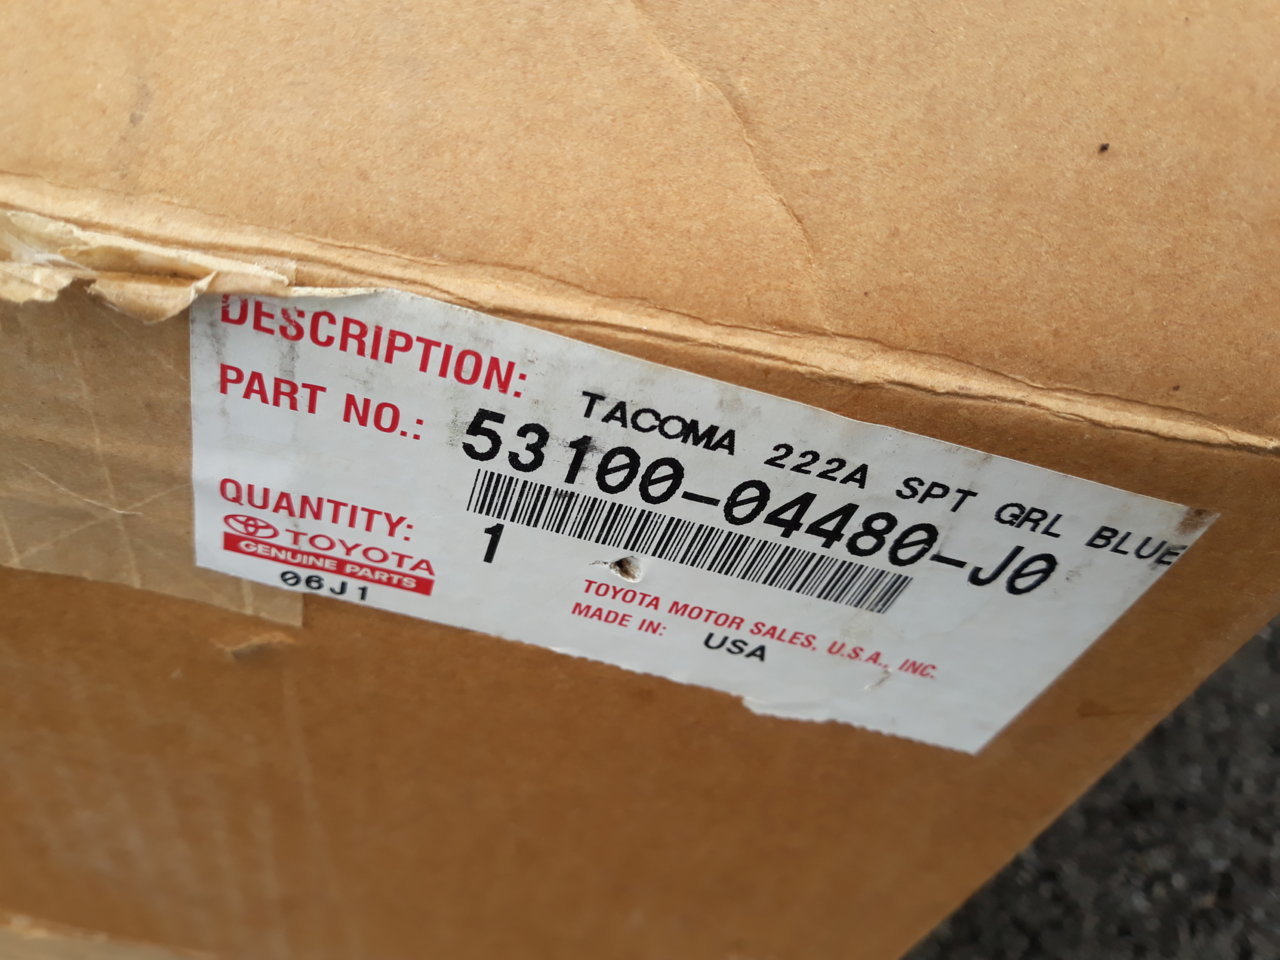 DESCRIPTION: TACOMA 222A SPT GRL BLUE
PART NO.: 53100-04480-J0
QUANTITY: 1
TOYOTA
GENUINE PARTS
06J1
TOYOTA MOTOR SALES, U.S.A., INC.
MADE IN: USA